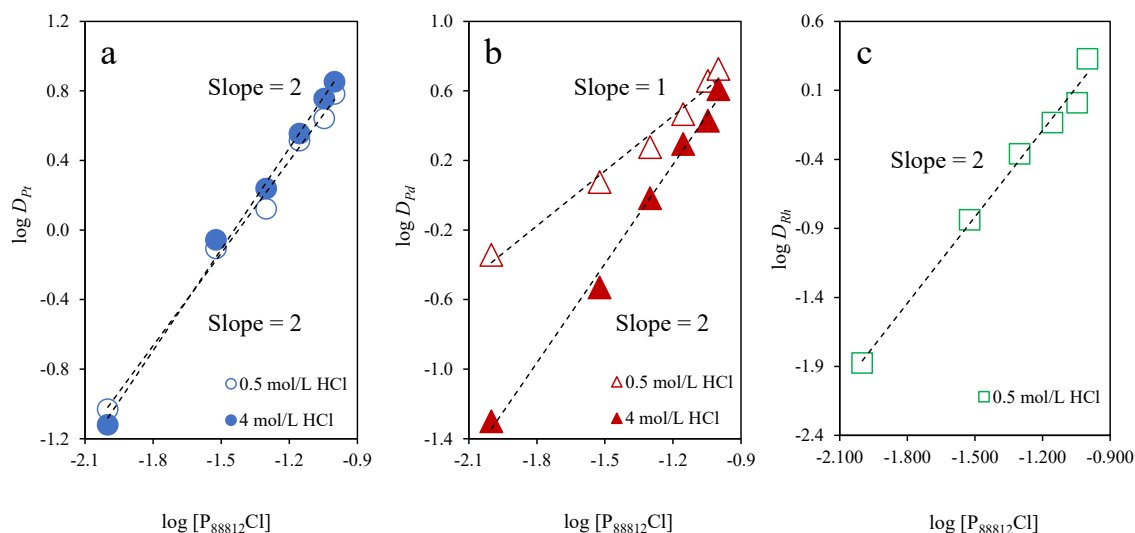 a
1.2
0.8
0.4
0.0
-0.4
-0.8
-1.2
-2.1
-1.8
-1.5
-1.2
-0.9
log D_Pt
log [P88812Cl]
Slope = 2
Slope = 2
0.5 mol/L HCl
4 mol/L HCl
b
1.0
0.6
0.2
-0.2
-0.6
-1.0
-1.4
-2.1
-1.8
-1.5
-1.2
-0.9
log D_Pd
log [P88812Cl]
Slope = 1
Slope = 2
0.5 mol/L HCl
4 mol/L HCl
c
0.6
0.1
-0.4
-0.9
-1.4
-1.9
-2.4
-2.100
-1.800
-1.500
-1.200
-0.900
log D_Rh
log [P88812Cl]
Slope = 2
0.5 mol/L HCl